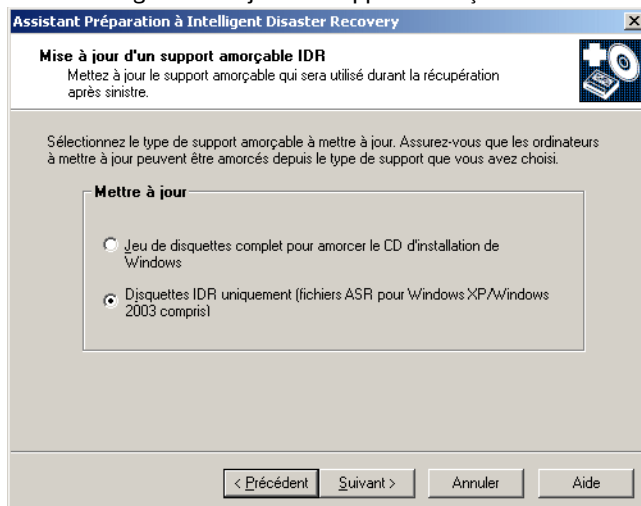 Assistant Préparation à Intelligent Disaster Recovery
Mise à jour d'un support amorçable IDR
Mettez à jour le support amorçable qui sera utilisé durant la récupération
après sinistre.
Sélectionnez le type de support amorçable à mettre à jour. Assurez-vous que les ordinateurs
à mettre à jour peuvent être amorcés depuis le type de support que vous avez choisi.
Mettre à jour
Jeu de disquettes complet pour amorcer le CD d'installation de
Windows
Disquettes IDR uniquement (fichiers ASR pour Windows XP/Windows
2003 compris)
< Précédent
Suivant >
Annuler
Aide